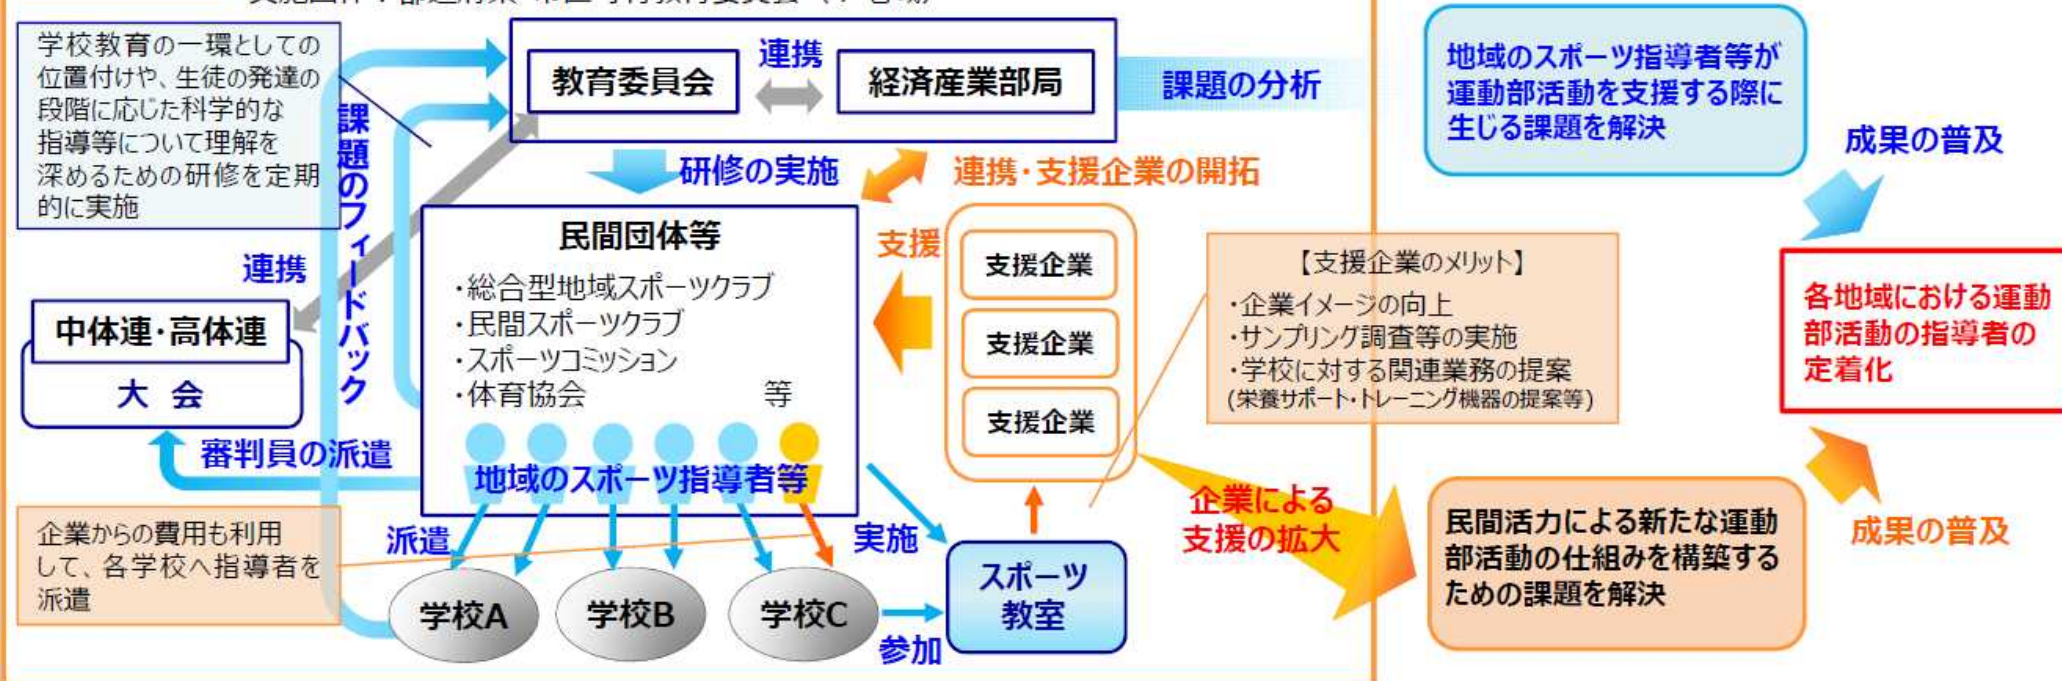 学校教育の一環としての
位置付けや、生徒の発達の
段階に応じた科学的な
指導等について理解を
深めるための研修を定期
的に実施
課題のフィードバック
教育委員会
連携
経済産業部局
課題の分析
研修の実施
連携・支援企業の開拓
連携
中体連・高体連
大 会
審判員の派遣
民間団体等
・総合型地域スポーツクラブ
・民間スポーツクラブ
・スポーツコミッション
・体育協会 等
地域のスポーツ指導者等
支援
支援企業
支援企業
支援企業
【支援企業のメリット】
・企業イメージの向上
・サンプリング調査等の実施
・学校に対する関連業務の提案
(栄養サポート・トレーニング機器の提案等)
企業からの費用も利用
して、各学校へ指導者を
派遣
派遣
学校A
学校B
学校C
実施
参加
スポーツ
教室
企業による
支援の拡大
地域のスポーツ指導者等が
運動部活動を支援する際に
生じる課題を解決
成果の普及
各地域における運動
部活動の指導者の
定着化
成果の普及
民間活力による新たな運動
部活動の仕組みを構築する
ための課題を解決